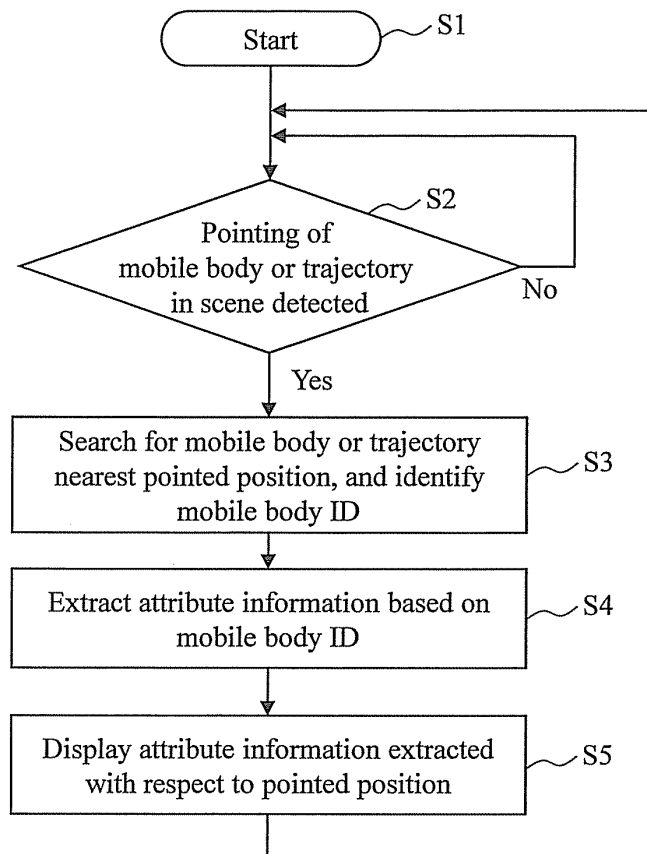 Start
S1
S2
Pointing of
mobile body or trajectory
in scene detected
No
Yes
Search for mobile body or trajectory
nearest pointed position, and identify
mobile body ID
S3
Extract attribute information based on
mobile body ID
S4
Display attribute information extracted
with respect to pointed position
S5